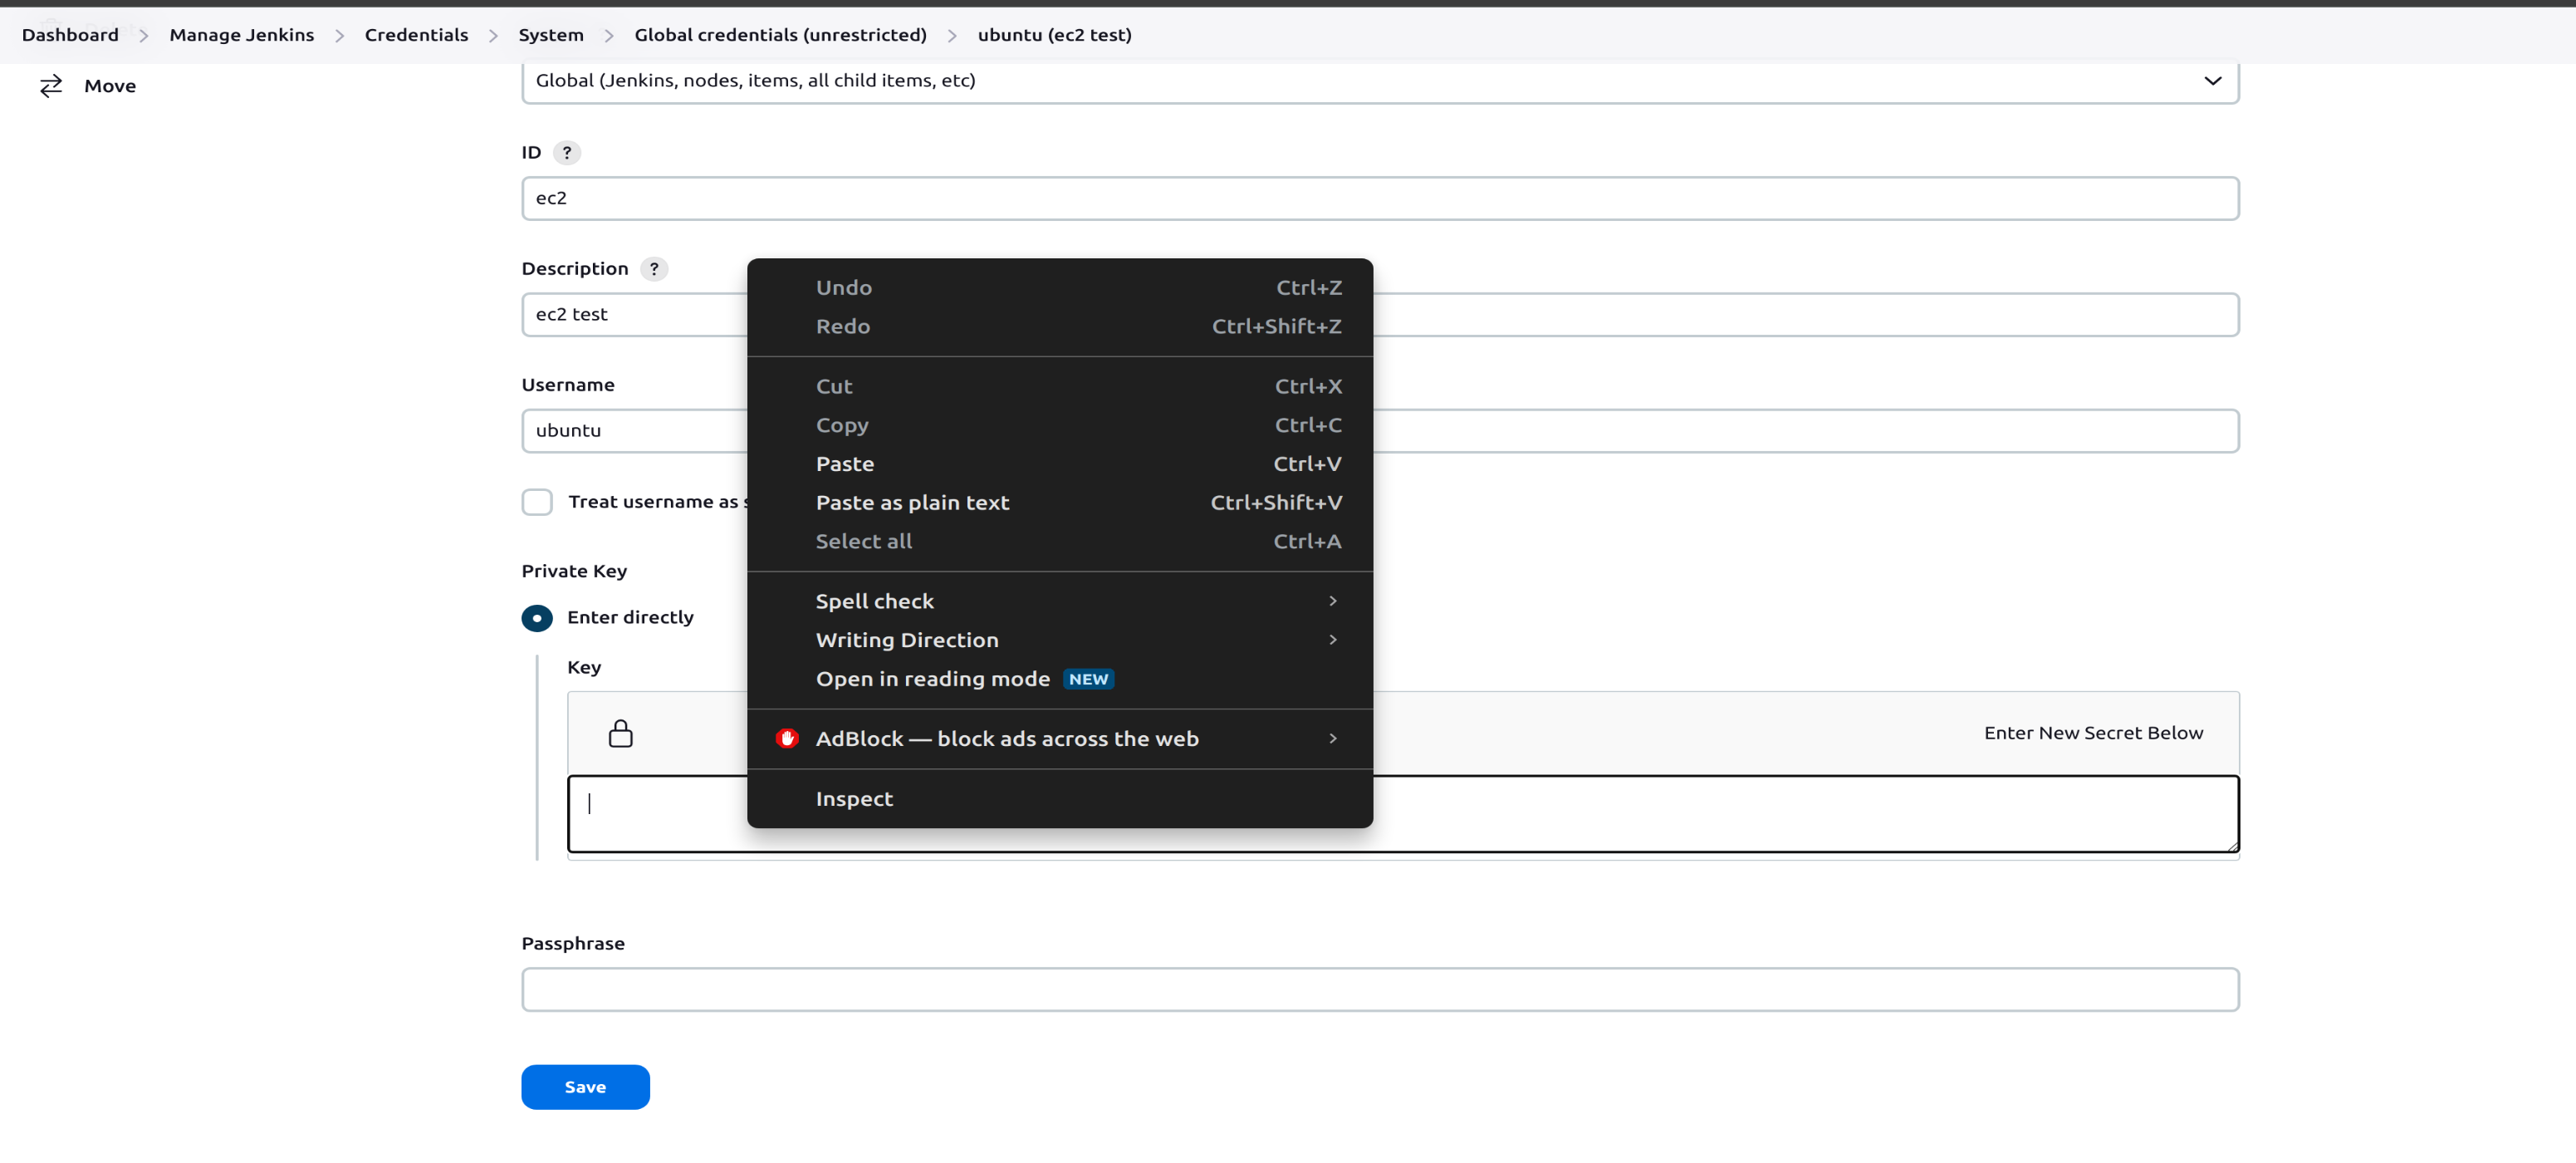 Dashboard > Manage Jenkins > Credentials > System > Global credentials (unrestricted) > ubuntu (ec2 test)
Move
Global (Jenkins, nodes, items, all child items, etc)
ID ?
ec2
Description ?
ec2 test
Username
ubuntu
Treat username as
Private Key
Enter directly
Key
Enter New Secret Below
Undo Ctrl+Z
Redo Ctrl+Shift+Z
Cut Ctrl+X
Copy Ctrl+C
Paste Ctrl+V
Paste as plain text Ctrl+Shift+V
Select all Ctrl+A
Spell check >
Writing Direction >
Open in reading mode NEW
AdBlock — block ads across the web >
Inspect
Passphrase
Save